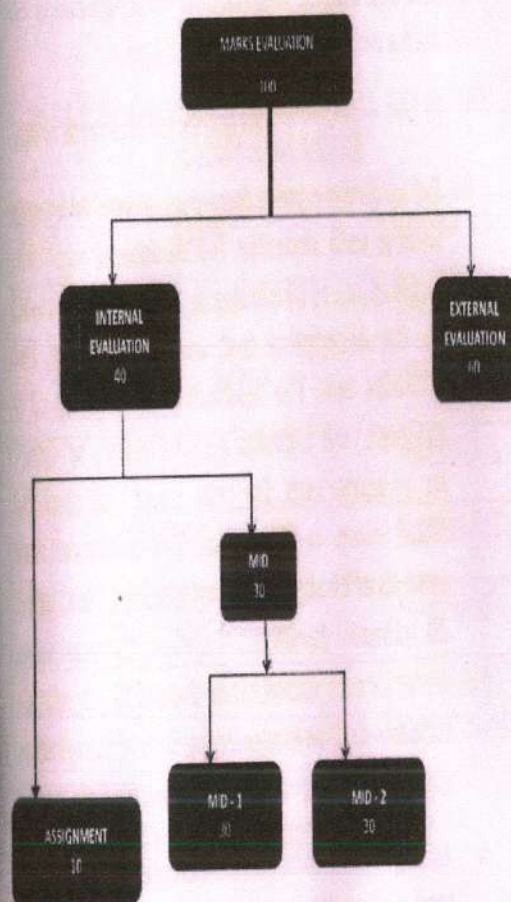 MARKS EVALUATION
100
INTERNAL
EVALUATION
40
EXTERNAL
EVALUATION
60
MID
30
MID - 1
30
MID - 2
30
ASSIGNMENT
10